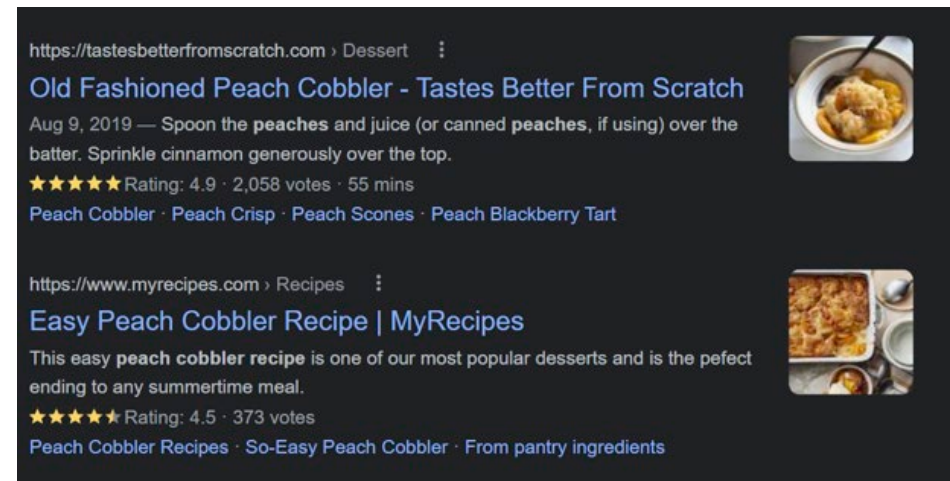 https://tastesbetterfromscratch.com › Dessert
Old Fashioned Peach Cobbler - Tastes Better From Scratch
Aug 9, 2019 — Spoon the peaches and juice (or canned peaches, if using) over the
batter. Sprinkle cinnamon generously over the top.
Rating: 4.9 · 2,058 votes · 55 mins
Peach Cobbler · Peach Crisp · Peach Scones · Peach Blackberry Tart
https://www.myrecipes.com › Recipes
Easy Peach Cobbler Recipe | MyRecipes
This easy peach cobbler recipe is one of our most popular desserts and is the pefect
ending to any summertime meal.
Rating: 4.5 · 373 votes
Peach Cobbler Recipes · So-Easy Peach Cobbler · From pantry ingredients